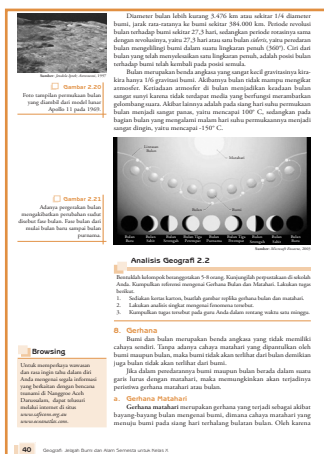 Diameter bulan lebih kurang 3.476 km atau sekitar 1/4 diameter
bumi, jarak rata-ratanya ke bumi sekitar 384.000 km. Periode revolusi
bulan terhadap bumi sekitar 27,3 hari, sedangkan periode rotasinya sama
dengan revolusinya, yaitu 27,3 hari atau satu bulan sideris, yaitu peredaran
bulan mengelilingi bumi dalam suatu lingkaran penuh (360°). Ciri dari
bulan yang telah menyelesaikan satu lingkaran penuh, adalah posisi bulan
terhadap bumi telah kembali pada posisi semula.
Bulan merupakan benda angkasa yang sangat kecil gravitasinya kira-
kira hanya 1/6 gravitasi bumi. Akibatnya bulan tidak mampu mengikat
atmosfer. Ketiadaan atmosfer di bulan menjadikan keadaan bulan
sangat sunyi karena tidak terdapat media yang berfungsi merambatkan
gelombang suara. Akibat lainnya adalah pada siang hari suhu permukaan
bulan menjadi sangat panas, yaitu mencapai 100° C, sedangkan pada
bagian bulan yang mengalami malam hari suhu permukaannya menjadi
sangat dingin, yaitu mencapai -150° C.
Gambar 2.20
Foto tampilan permukaan bulan
yang diambil dari modul bulan
Apollo 11 pada 1969.
Gambar 2.21
Adanya pergerakan bulan
mengakibatkan perubahan sudut
disebut fase bulan. Fase bulan dari
mulai bulan baru sampai bulan
purnama.
Matahari
Bulan
Bumi
Analisis Geografi 2.2
Bentuklah kelompok beranggotakan 5-8 orang. Kunjungilah perpustakaan di sekolah
Anda. Kumpulkan referensi mengenai Gerhana Bulan dan Matahari. Lakukan tugas
berikut.
1. Sediakan kertas karton, buatlah gambar replika gerhana bulan dan matahari.
2. Lakukan analisis singkat mengenai fenomena tersebut.
3. Kumpulkan tugas tersebut pada guru Anda dalam rentang waktu satu minggu.
8. Gerhana
Bumi dan bulan merupakan benda angkasa yang tidak memiliki
cahaya sendiri. Tanpa adanya cahaya matahari yang dipantulkan oleh
bumi maupun bulan, maka bumi tidak akan terlihat dari bulan demikian
juga bulan tidak akan terlihat dari bumi.
Jika dalam peredarannya bumi maupun bulan berada dalam suatu
garis lurus dengan matahari, maka memungkinkan akan terjadinya
peristiwa gerhana matahari atau bulan.
a. Gerhana Matahari
Gerhana matahari merupakan gerhana yang terjadi sebagai akibat
bayang-bayang bulan mengenai bumi, dimana cahaya matahari yang
menuju bumi pada siang hari terhalang bulatan bulan. Oleh karena
Browsing
Untuk memperkaya wawasan
dan rasa ingin tahu dalam diri
Anda mengenai segala informasi
yang berkaitan dengan bencana
tsunami di Nanggroe Aceh
Darussalam, dapat telusuri
melalui internet di situs
40 Geografi: Jelajah Bumi dan Alam Semesta untuk Kelas X